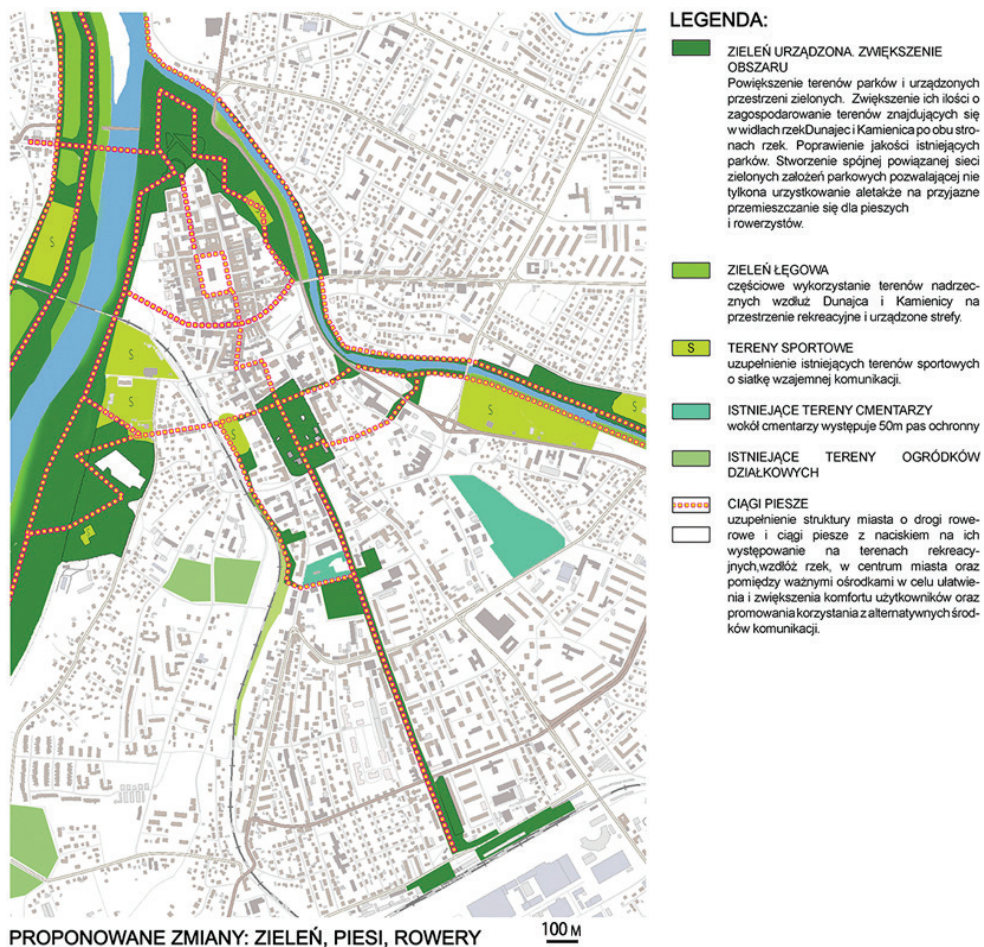 LEGENDA:
ZIELEŃ URZĄDZONA. ZWIĘKSZENIE
OBSZARU
Powiększenie terenów parków i urządzonych
przestrzeni zielonych. Zwiększenie ich ilości o
zagospodarowanie terenów znajdujących się
w widłach rzekDunajec i Kamienica po obu stro-
nach rzek. Poprawienie jakości istniejących
parków. Stworzenie spójnej powiązanej sieci
zielonych założeń parkowych pozwalającej nie
tylkona urzystkowanie aletakże na przyjazne
przemieszczanie się dla pieszych
i rowerzystów.
ZIELEŃ ŁĘGOWA
częściowe wykorzystanie terenów nadrzec-
znych wzdłuż Dunajca i Kamienicy na
przestrzenie rekreacyjne i urządzone strefy.
S
TERENY SPORTOWE
uzupełnienie istniejących terenów sportowych
o siatkę wzajemnej komunikacji.
ISTNIEJĄCE TERENY CMENTARZY
wokół cmentarzy występuje 50m pas ochronny
ISTNIEJĄCE TERENY OGRÓDKÓW
DZIAŁKOWYCH
CIĄGI PIESZE
uzupełnienie struktury miasta o drogi rowe-
rowe i ciągi piesze z naciskiem na ich
występowanie na terenach rekreacy-
jnych,wzdłóż rzek, w centrum miasta oraz
pomiędzy ważnymi ośrodkami w celu ułatwie-
nia i zwiększenia komfortu użytkowników oraz
promowania korzystania z alternatywnych środ-
ków komunikacji.
S
S
S
S
S
S
PROPONOWANE ZMIANY: ZIELEŃ, PIESI, ROWERY
100 M